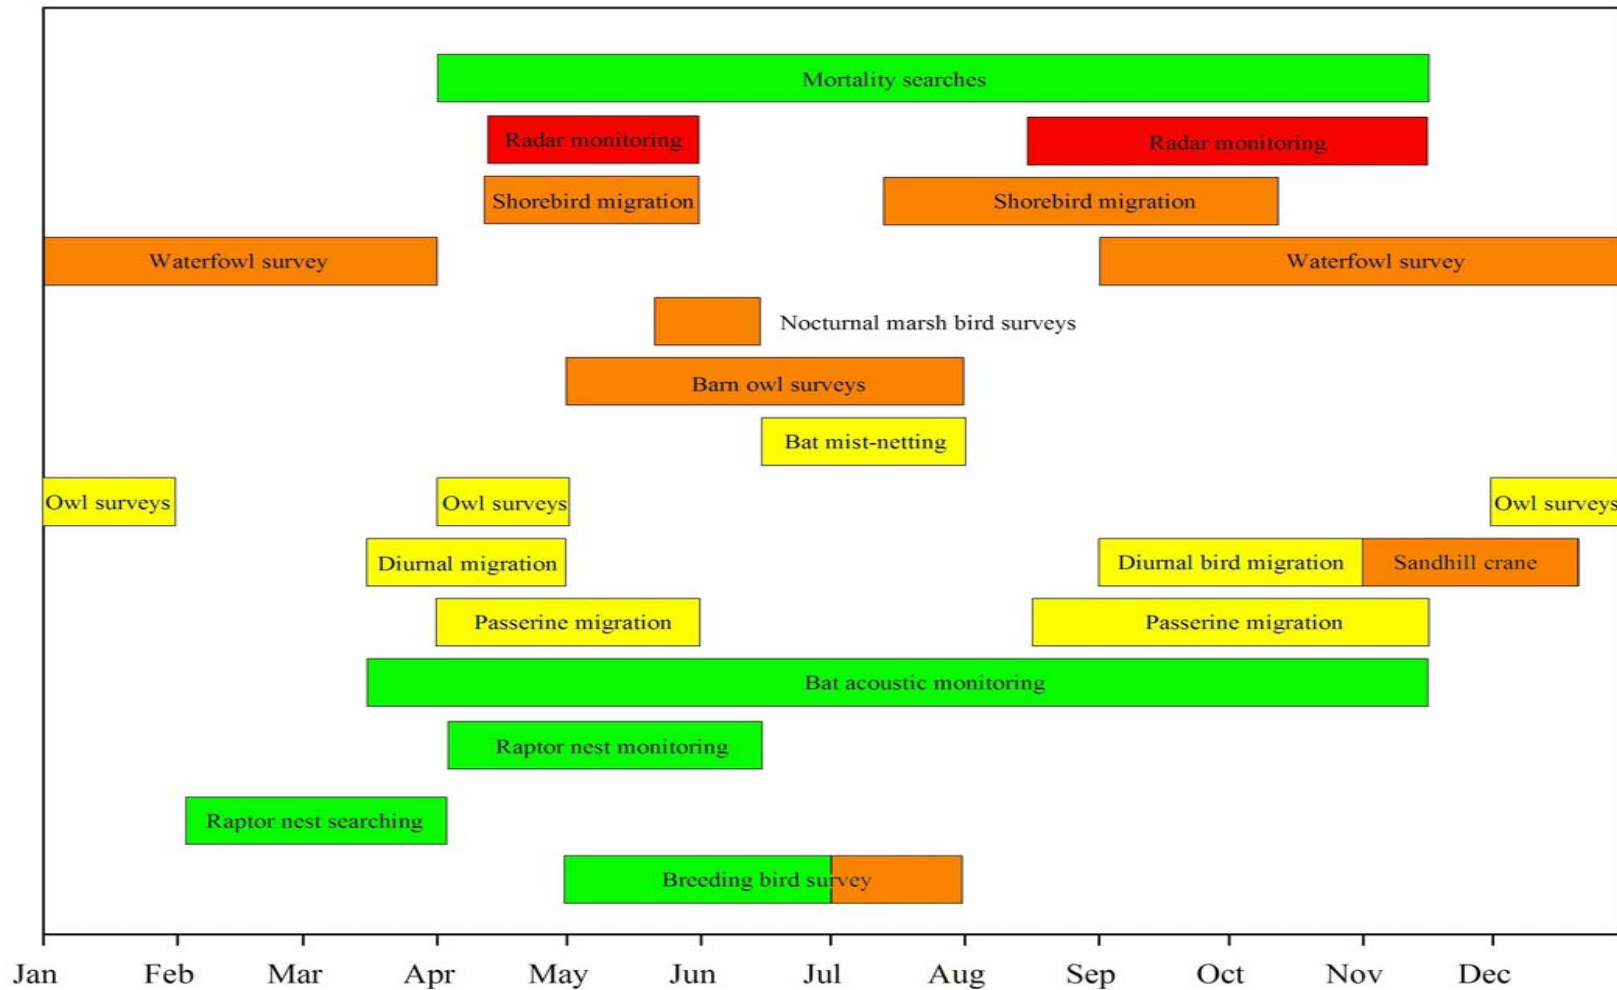 Mortality searches
Radar monitoring Radar monitoring
Shorebird migration Shorebird migration
Waterfowl survey Waterfowl survey
Nocturnal marsh bird surveys
Barn owl surveys
Bat mist-netting
Owl surveys Owl surveys Owl surveys
Diurnal migration Diurnal bird migration Sandhill crane
Passerine migration Passerine migration
Bat acoustic monitoring
Raptor nest monitoring
Raptor nest searching
Breeding bird survey
Jan Feb Mar Apr May Jun Jul Aug Sep Oct Nov Dec